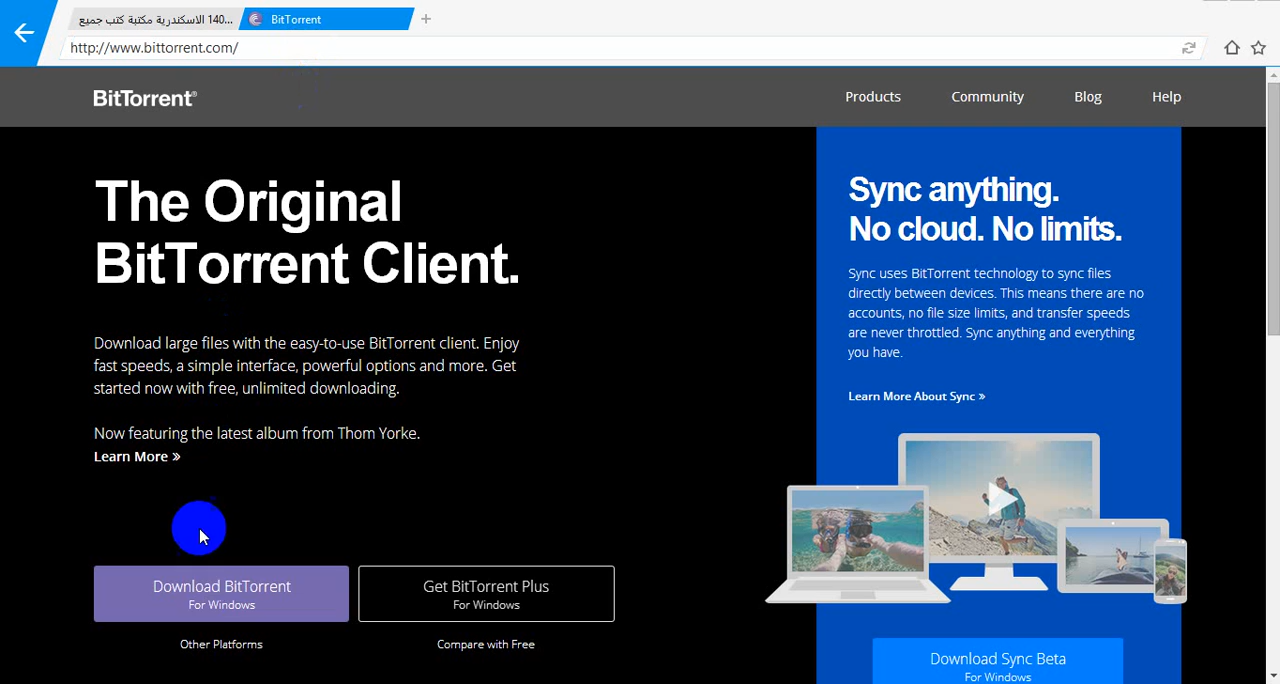 140 الاسكندرية مكتبة كتب جميع...
BitTorrent
http://www.bittorrent.com/
BitTorrent®
Products
Community
Blog
Help
The Original
BitTorrent Client.
Download large files with the easy-to-use BitTorrent client. Enjoy
fast speeds, a simple interface, powerful options and more. Get
started now with free, unlimited downloading.
Now featuring the latest album from Thom Yorke.
Learn More »
Download BitTorrent
For Windows
Other Platforms
Get BitTorrent Plus
For Windows
Compare with Free
Sync anything.
No cloud. No limits.
Sync uses BitTorrent technology to sync files
directly between devices. This means there are no
accounts, no file size limits, and transfer speeds
are never throttled. Sync anything and everything
you have.
Learn More About Sync »
Download Sync Beta
For Windows